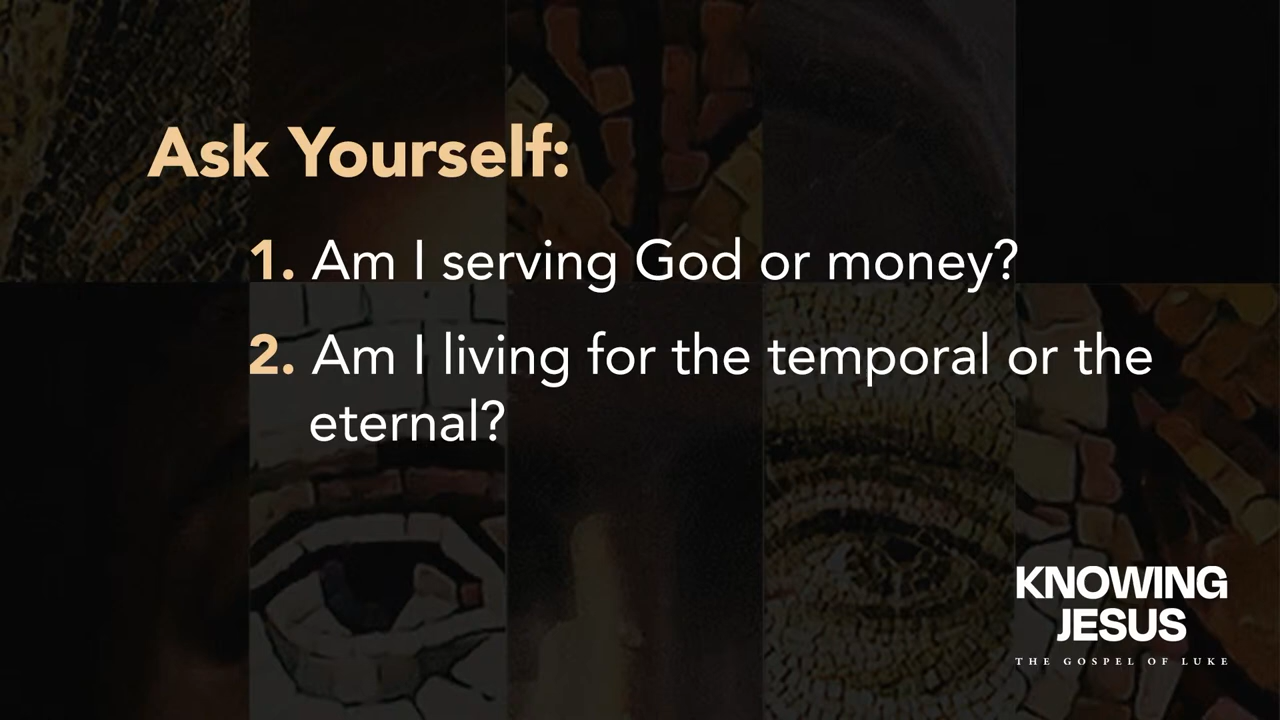 Ask Yourself:
1. Am I serving God or money?
2. Am I living for the temporal or the
eternal?
KNOWING
JESUS
THE GOSPEL OF LUKE